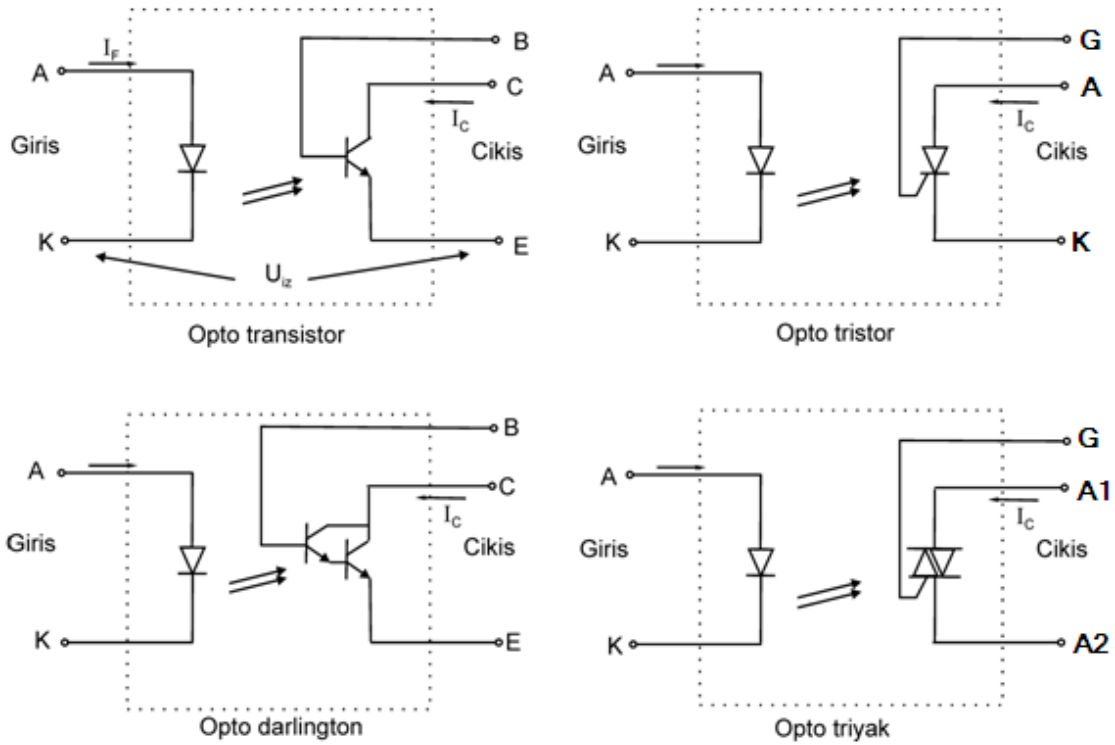 B
I_F
A
C
I_C
Giris
Cikis
K
E
U_iz
Opto transistor
G
A
A
I_C
Giris
Cikis
K
K
Opto tristor
B
A
C
I_C
Giris
Cikis
K
E
Opto darlington
G
A
A1
I_C
Giris
Cikis
K
A2
Opto triyak